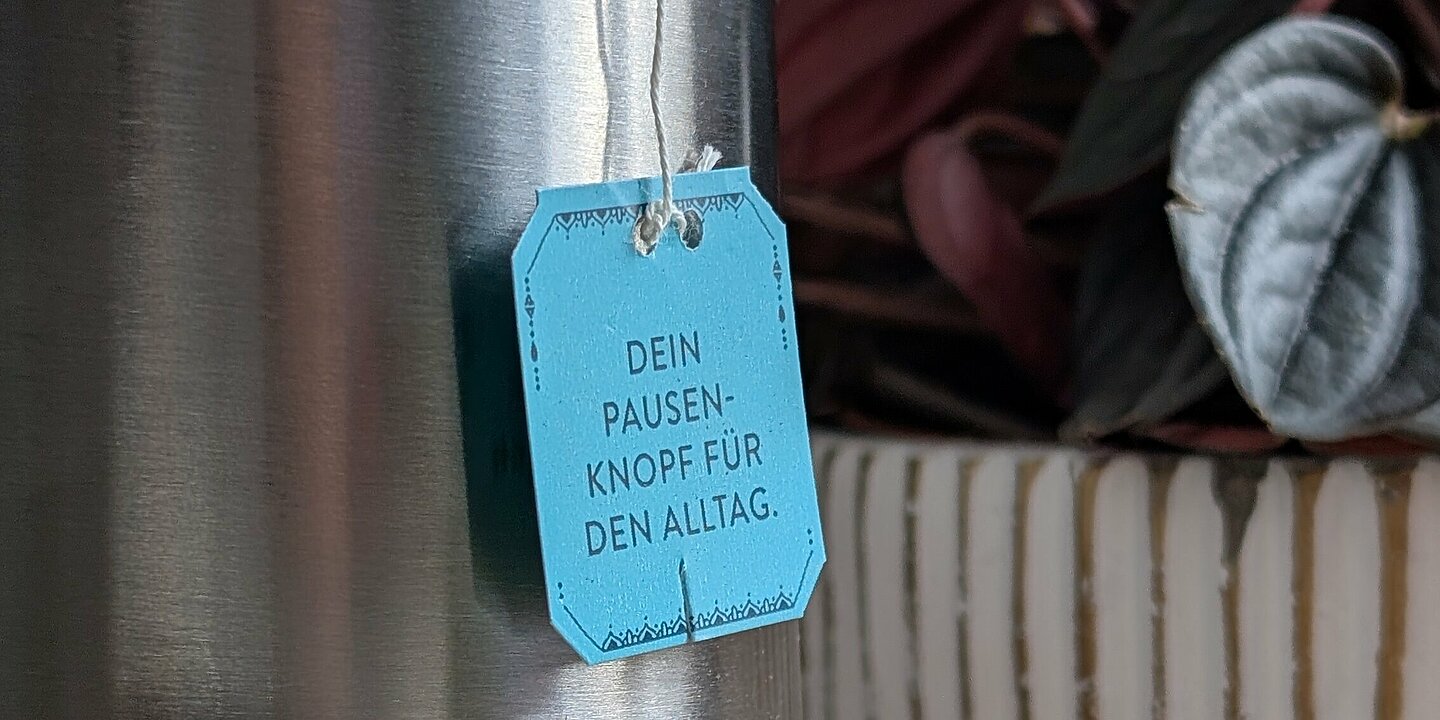 DEIN
PAUSEN-
KNOPF FÜR
DEN ALLTAG.